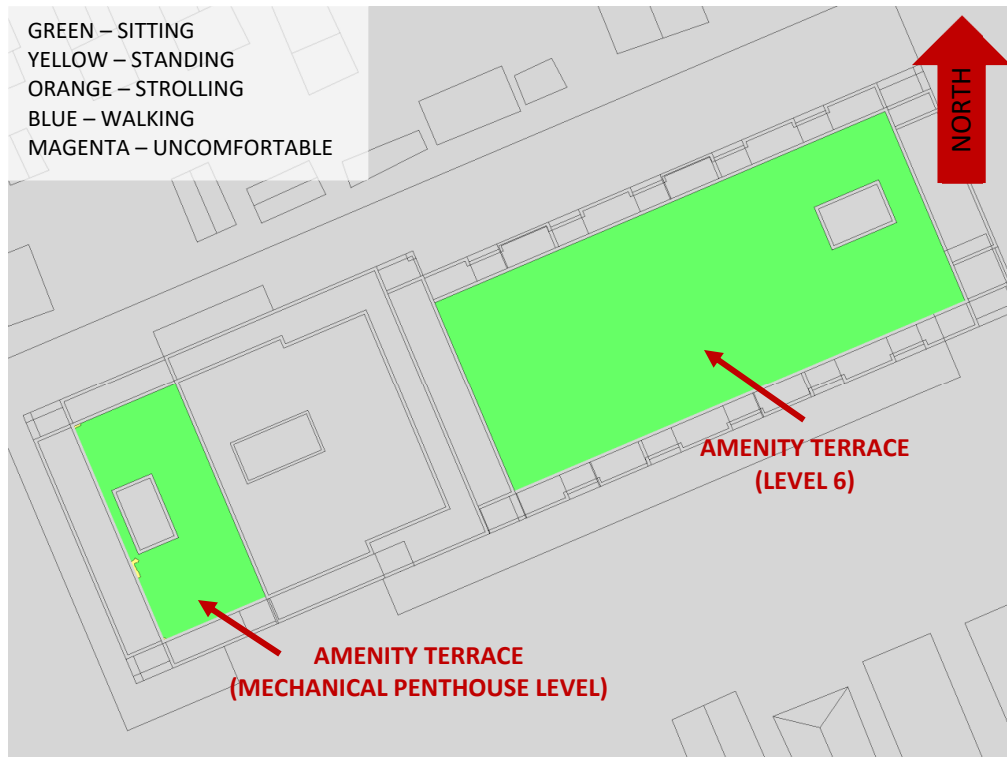 GREEN – SITTING
YELLOW – STANDING
ORANGE – STROLLING
BLUE – WALKING
MAGENTA – UNCOMFORTABLE
NORTH
AMENITY TERRACE
(LEVEL 6)
AMENITY TERRACE
(MECHANICAL PENTHOUSE LEVEL)